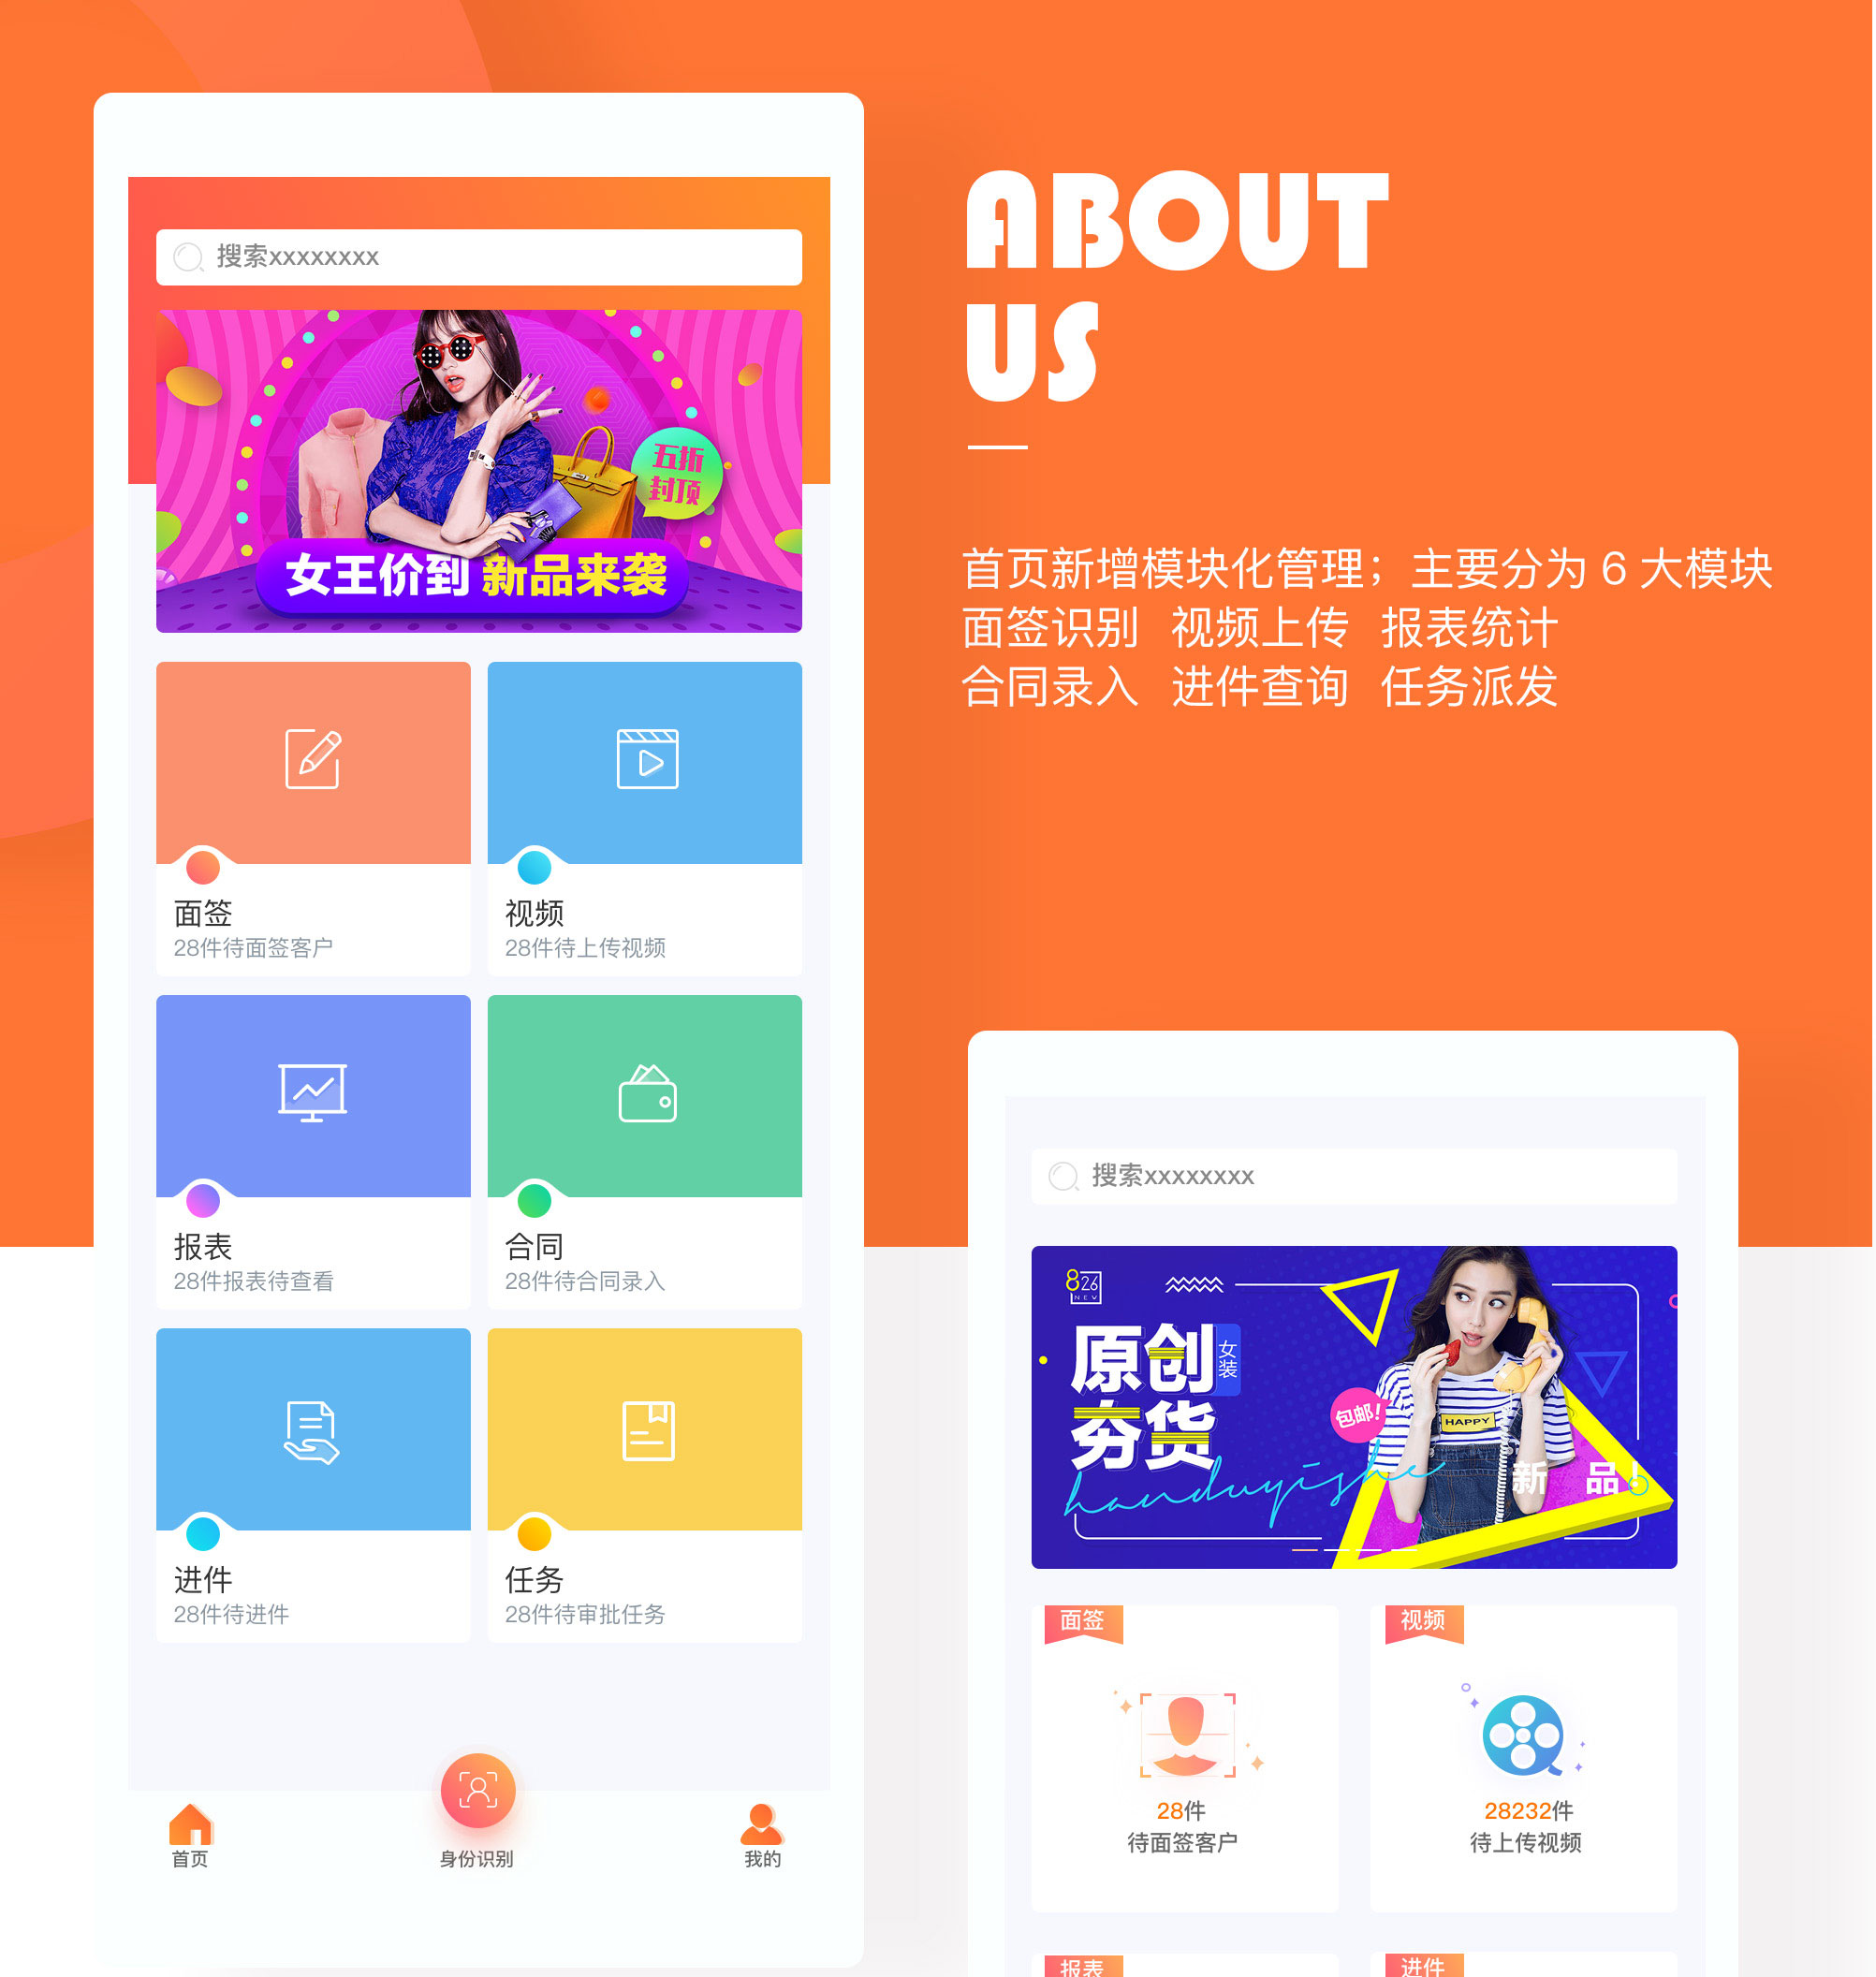 ABOUT
US
首页新增模块化管理；主要分为 6 大模块
面签识别 视频上传 报表统计
合同录入 进件查询 任务派发
搜索xxxxxxxx
五折
封顶
女王价到 新品来袭
面签
28件待面签客户
视频
28件待上传视频
报表
28件报表待查看
合同
28件待合同录入
进件
28件待进件
任务
28件待审批任务
首页
身份识别
我的
搜索xxxxxxxx
826
NEW
原创
女装
夯货
handuyishe
包邮!
HAPPY
新 品!
面签
28件
待面签客户
视频
28232件
待上传视频
报表
进件